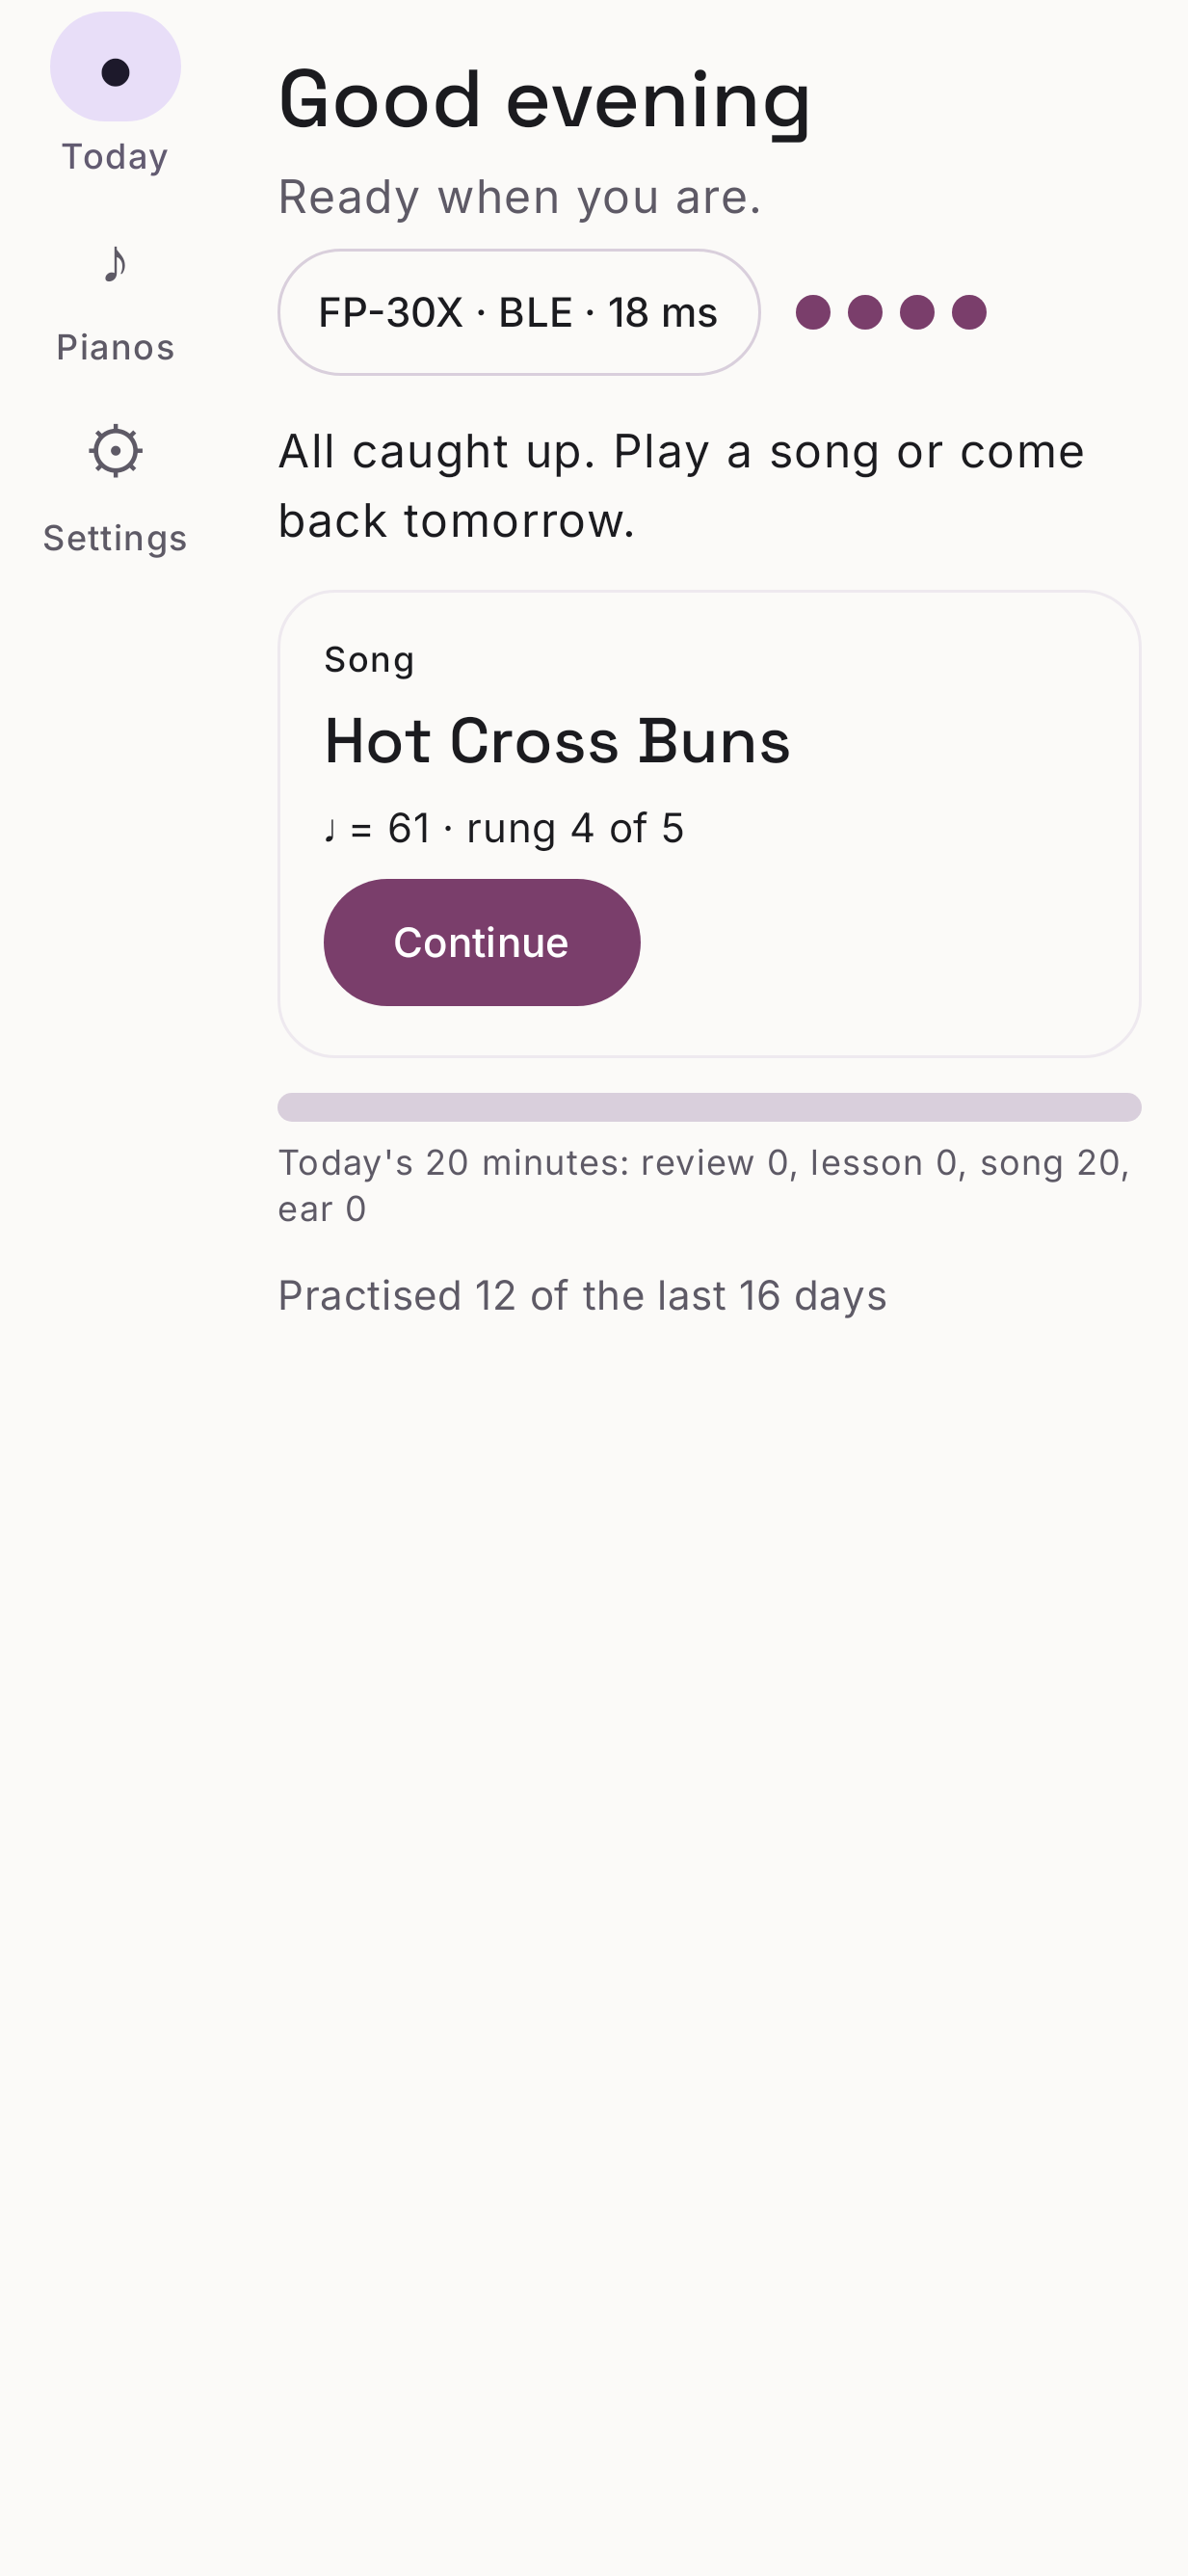 Today
Pianos
Settings
Good evening
Ready when you are.
FP-30X · BLE · 18 ms
All caught up. Play a song or come
back tomorrow.
Song
Hot Cross Buns
♩ = 61 · rung 4 of 5
Continue
Today's 20 minutes: review 0, lesson 0, song 20,
ear 0
Practised 12 of the last 16 days